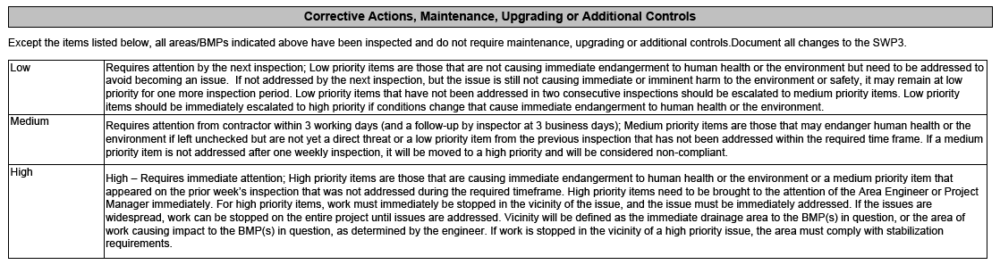 Corrective Actions, Maintenance, Upgrading or Additional Controls
Except the items listed below, all areas/BMPs indicated above have been inspected and do not require maintenance, upgrading or additional controls.Document all changes to the SWP3.
Low
Requires attention by the next inspection; Low priority items are those that are not causing immediate endangerment to human health or the environment but need to be addressed to
avoid becoming an issue.  If not addressed by the next inspection, but the issue is still not causing immediate or imminent harm to the environment or safety, it may remain at low
priority for one more inspection period. Low priority items that have not been addressed in two consecutive inspections should be escalated to medium priority items. Low priority
items should be immediately escalated to high priority if conditions change that cause immediate endangerment to human health or the environment.
Medium
Requires attention from contractor within 3 working days (and a follow-up by inspector at 3 business days); Medium priority items are those that may endanger human health or the
environment if left unchecked but are not yet a direct threat or a low priority item from the previous inspection that has not been addressed within the required time frame. If a medium
priority item is not addressed after one weekly inspection, it will be moved to a high priority and will be considered non-compliant.
High
High – Requires immediate attention; High priority items are those that are causing immediate endangerment to human health or the environment or a medium priority item that
appeared on the prior week's inspection that was not addressed during the required timeframe. High priority items need to be brought to the attention of the Area Engineer or Project
Manager immediately. For high priority items, work must immediately be stopped in the vicinity of the issue, and the issue must be immediately addressed. If the issues are
widespread, work can be stopped on the entire project until issues are addressed. Vicinity will be defined as the immediate drainage area to the BMP(s) in question, or the area of
work causing impact to the BMP(s) in question, as determined by the engineer. If work is stopped in the vicinity of a high priority issue, the area must comply with stabilization
requirements.